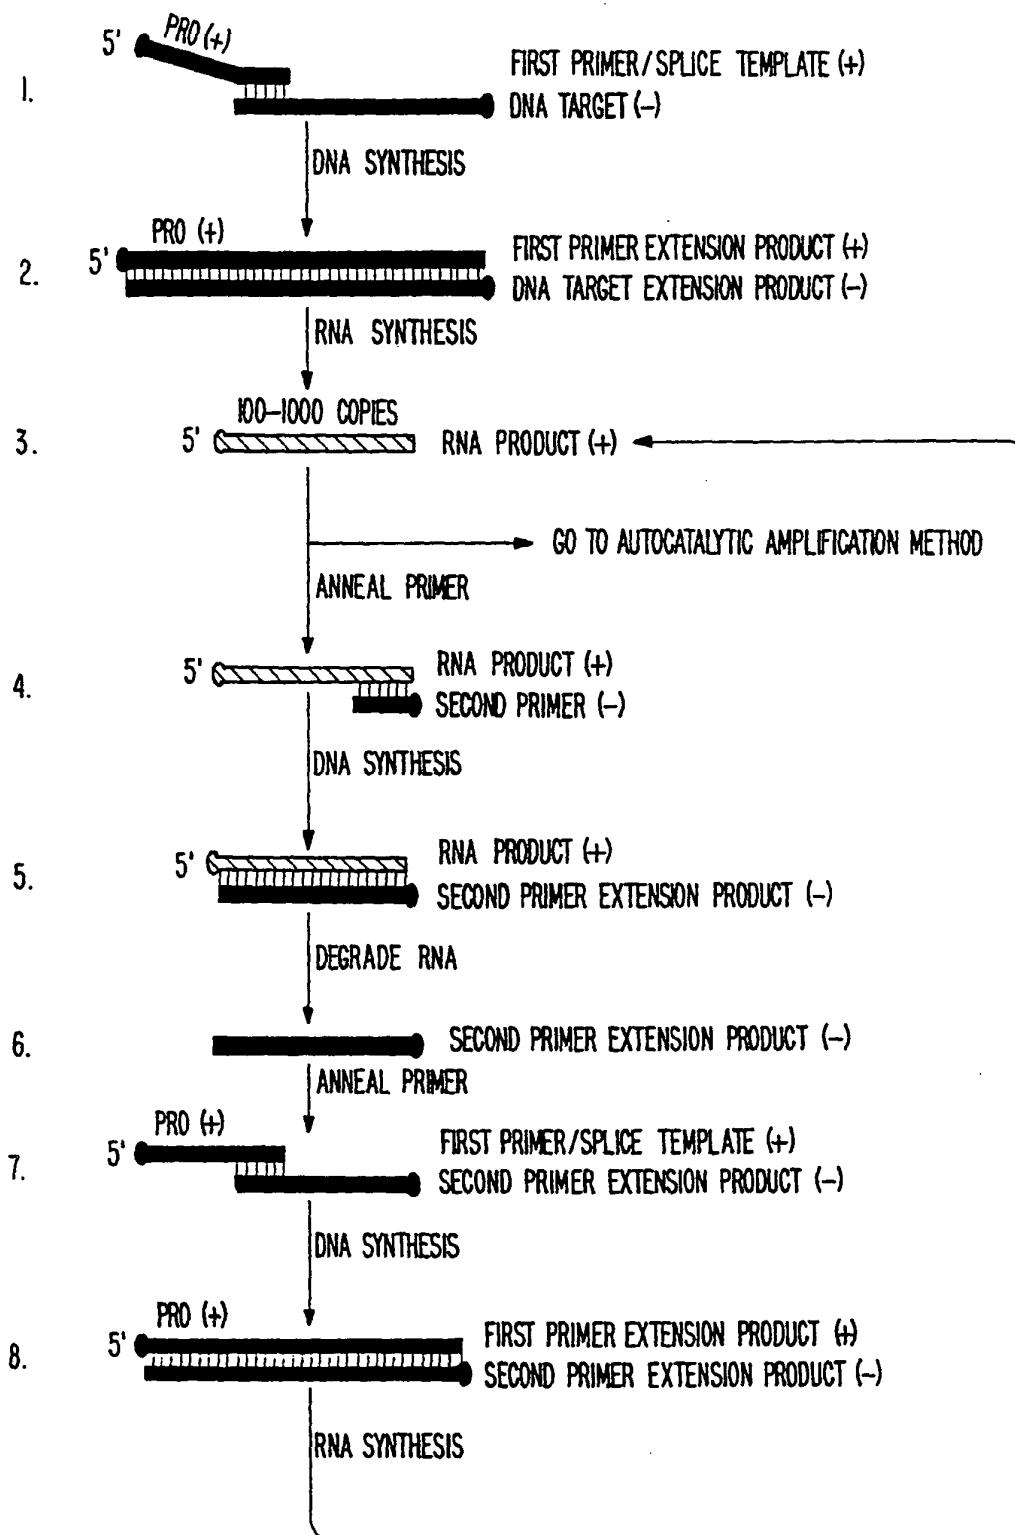 PRO (+)
5'
1.
FIRST PRIMER/SPLICE TEMPLATE (+)
DNA TARGET (-)
DNA SYNTHESIS
PRO (+)
5'
2.
FIRST PRIMER EXTENSION PRODUCT (+)
DNA TARGET EXTENSION PRODUCT (-)
RNA SYNTHESIS
100-1000 COPIES
3.
5'
RNA PRODUCT (+)
GO TO AUTOCATALYTIC AMPLIFICATION METHOD
ANNEAL PRIMER
4.
5'
RNA PRODUCT (+)
SECOND PRIMER (-)
DNA SYNTHESIS
5.
5'
RNA PRODUCT (+)
SECOND PRIMER EXTENSION PRODUCT (-)
DEGRADE RNA
6.
SECOND PRIMER EXTENSION PRODUCT (-)
ANNEAL PRIMER
PRO (+)
5'
7.
FIRST PRIMER/SPLICE TEMPLATE (+)
SECOND PRIMER EXTENSION PRODUCT (-)
DNA SYNTHESIS
PRO (+)
5'
8.
FIRST PRIMER EXTENSION PRODUCT (+)
SECOND PRIMER EXTENSION PRODUCT (-)
RNA SYNTHESIS